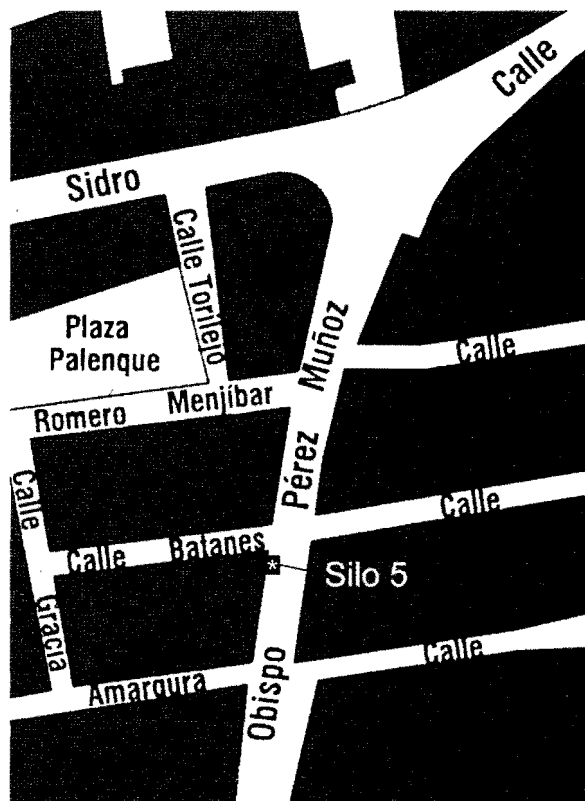 Calle
Sidro
Calle Torilejo
Plaza
Palenque
Muñoz
Calle
Romero Menjíbar
Pérez
Calle
Calle
Calle Batanes
* Silo 5
Gracia
Calle
Amargura
Obispo